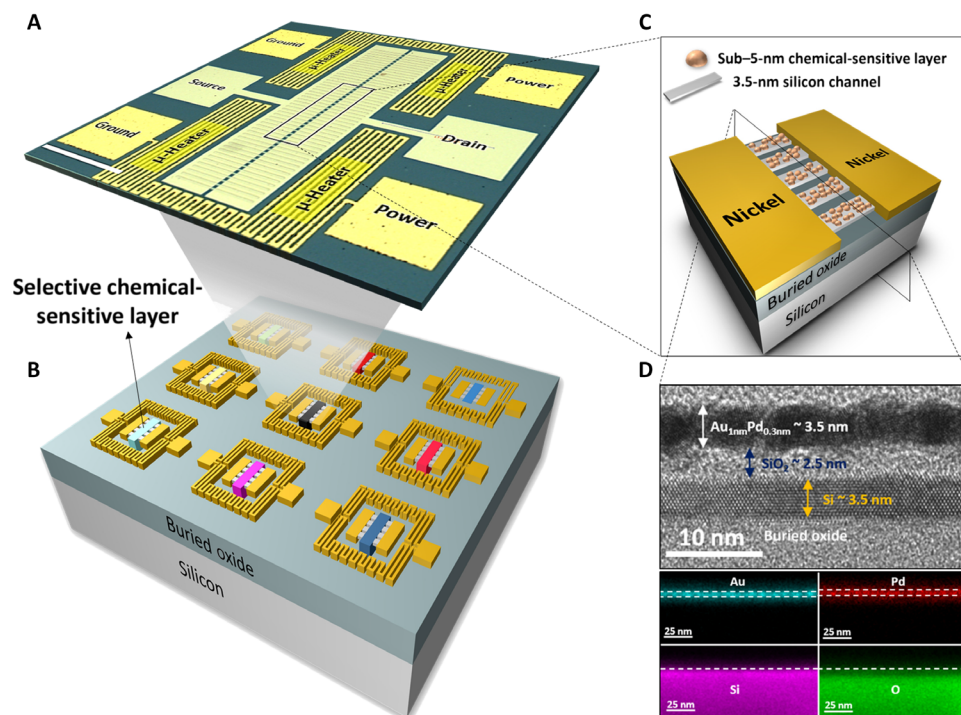 A
Ground
Source
Ground
μ-Heater
μ-Heater
μ-Heater
μ-Heater
Power
Drain
Power
Selective chemical-
sensitive layer
B
Buried oxide
Silicon
C
Sub–5-nm chemical-sensitive layer
3.5-nm silicon channel
Nickel
Nickel
Buried oxide
Silicon
D
Au1nmPd0.3nm ~ 3.5 nm
SiOx ~ 2.5 nm
Si ~ 3.5 nm
Buried oxide
10 nm
Au
25 nm
Pd
25 nm
Si
25 nm
O
25 nm